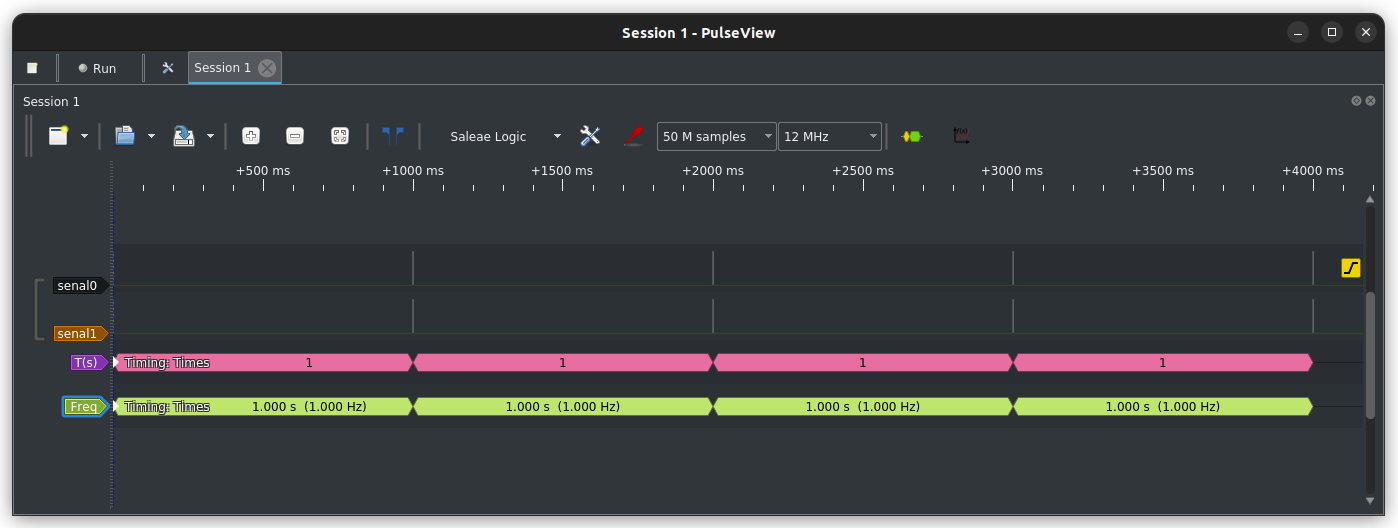 Session 1 - PulseView
Run Session 1
Session 1
Saleae Logic 50 M samples 12 MHz
+500 ms +1000 ms +1500 ms +2000 ms +2500 ms +3000 ms +3500 ms +4000 ms
senal0
senal1
T(s) Timing: Times 1 1 1 1
Freq Timing: Times 1.000 s (1.000 Hz) 1.000 s (1.000 Hz) 1.000 s (1.000 Hz) 1.000 s (1.000 Hz)